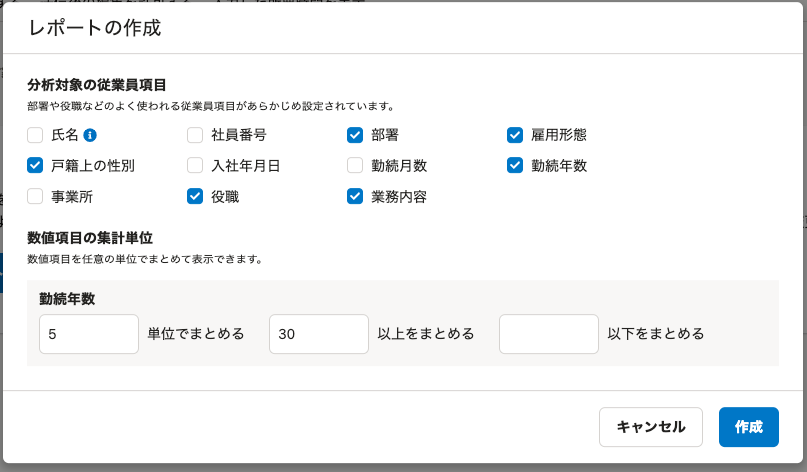 レポートの作成
分析対象の従業員項目
部署や役職などのよく使われる従業員項目があらかじめ設定されています。
氏名 社員番号 部署 雇用形態
戸籍上の性別 入社年月日 勤続月数 勤続年数
事業所 役職 業務内容
数値項目の集計単位
数値項目を任意の単位でまとめて表示できます。
勤続年数
5 単位でまとめる 30 以上をまとめる 以下をまとめる
キャンセル 作成